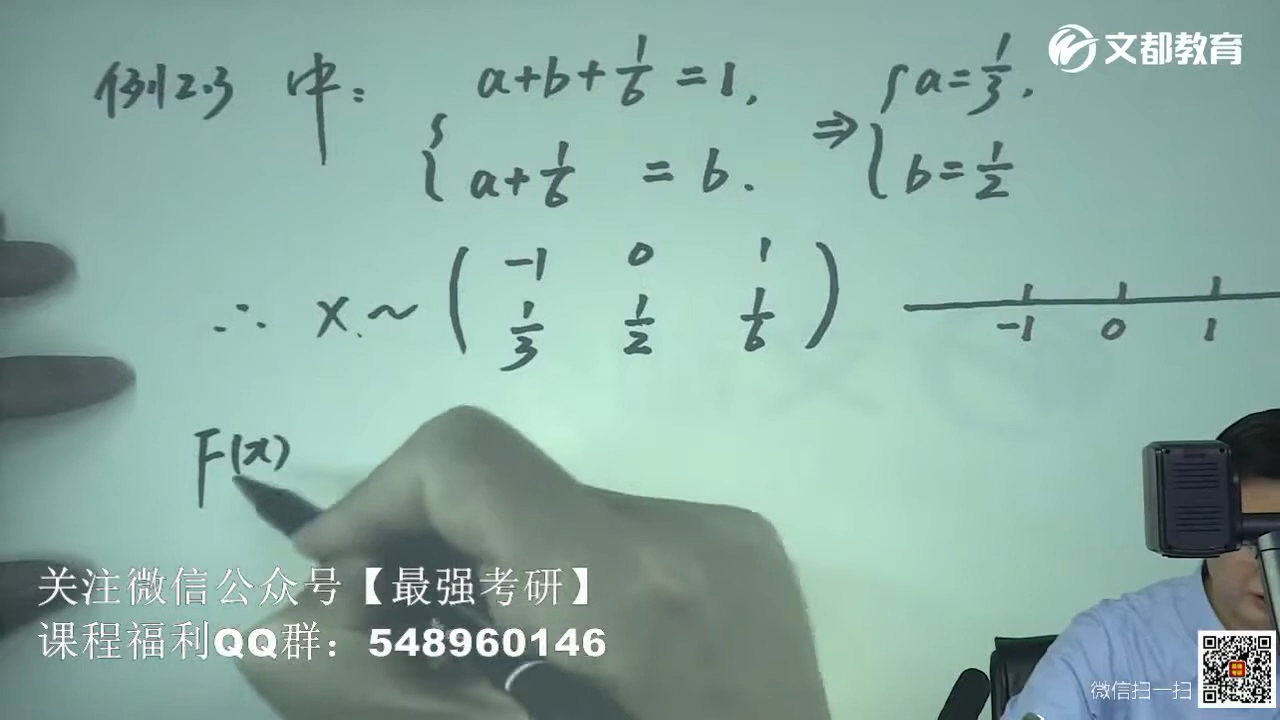 文都教育
例2.3 中: a+b+1/6=1, ⇒ { a=1/3,
{ a+1/6 = b. b=1/2
∴ X ~ ( -1 0 1
1/3 1/2 1/6 )
-1 0 1
F(x)
关注微信公众号【最强考研】
课程福利QQ群：548960146
微信扫一扫